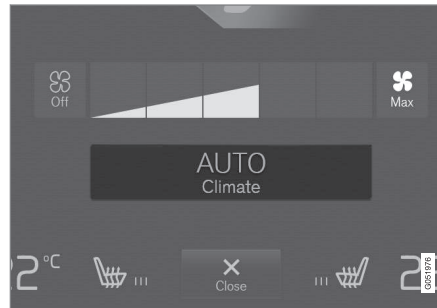 Off
Max
AUTO
Climate
2 °C
Close
2
G051976